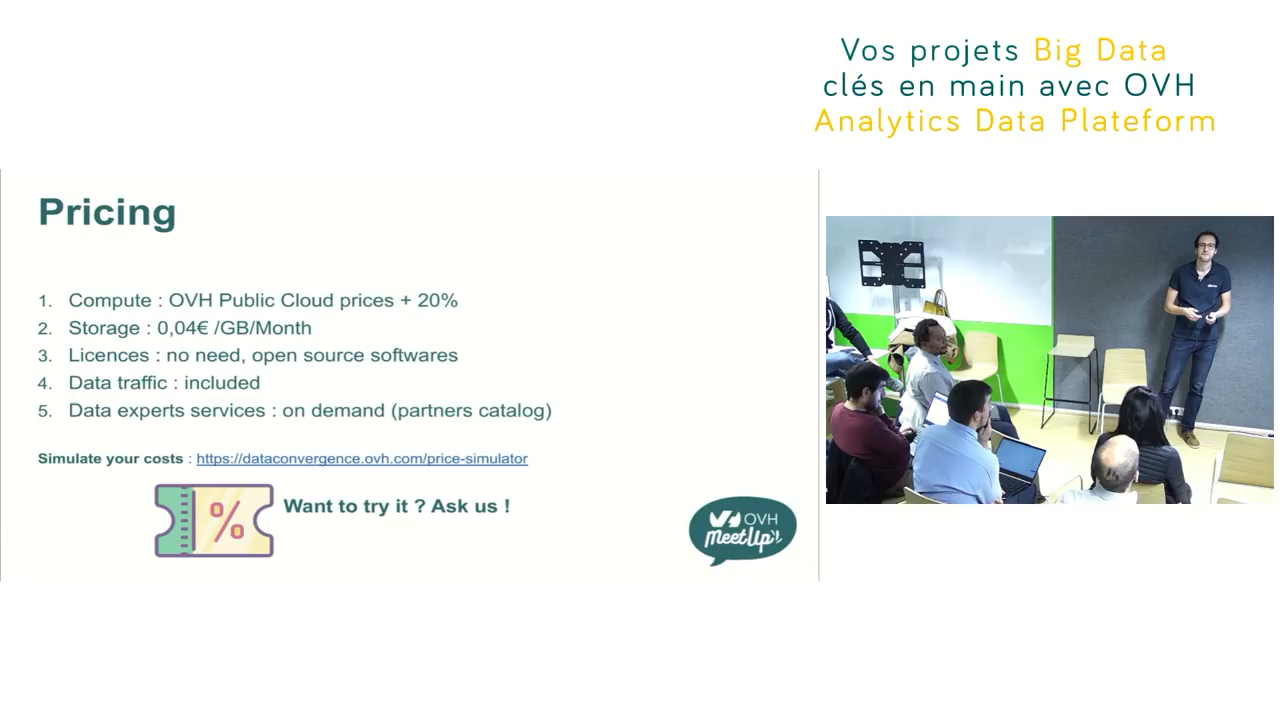 Vos projets Big Data
clés en main avec OVH
Analytics Data Plateform
Pricing
1. Compute : OVH Public Cloud prices + 20%
2. Storage : 0,04€ /GB/Month
3. Licences : no need, open source softwares
4. Data traffic : included
5. Data experts services : on demand (partners catalog)
Simulate your costs : https://dataconvergence.ovh.com/price-simulator
%
Want to try it ? Ask us !
OVH
MeetUp